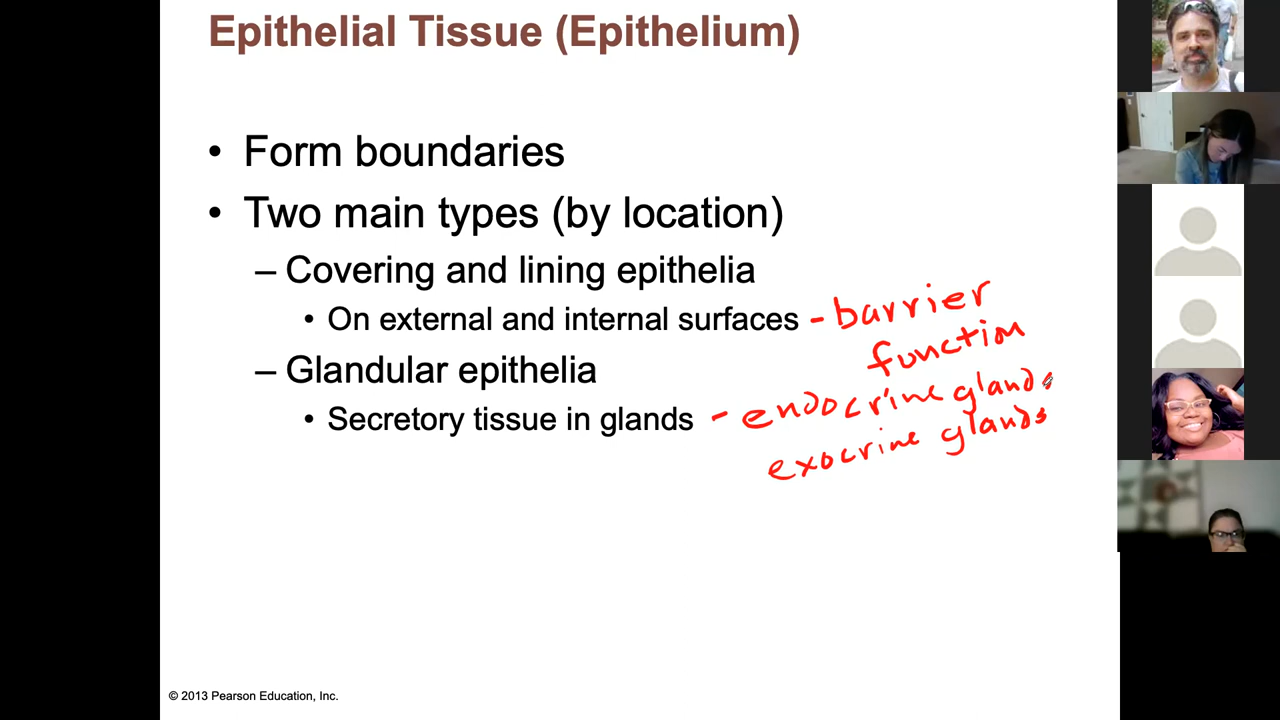 Epithelial Tissue (Epithelium)
• Form boundaries
• Two main types (by location)
– Covering and lining epithelia
• On external and internal surfaces - barrier
function
– Glandular epithelia
• Secretory tissue in glands - endocrine glands
exocrine glands
© 2013 Pearson Education, Inc.